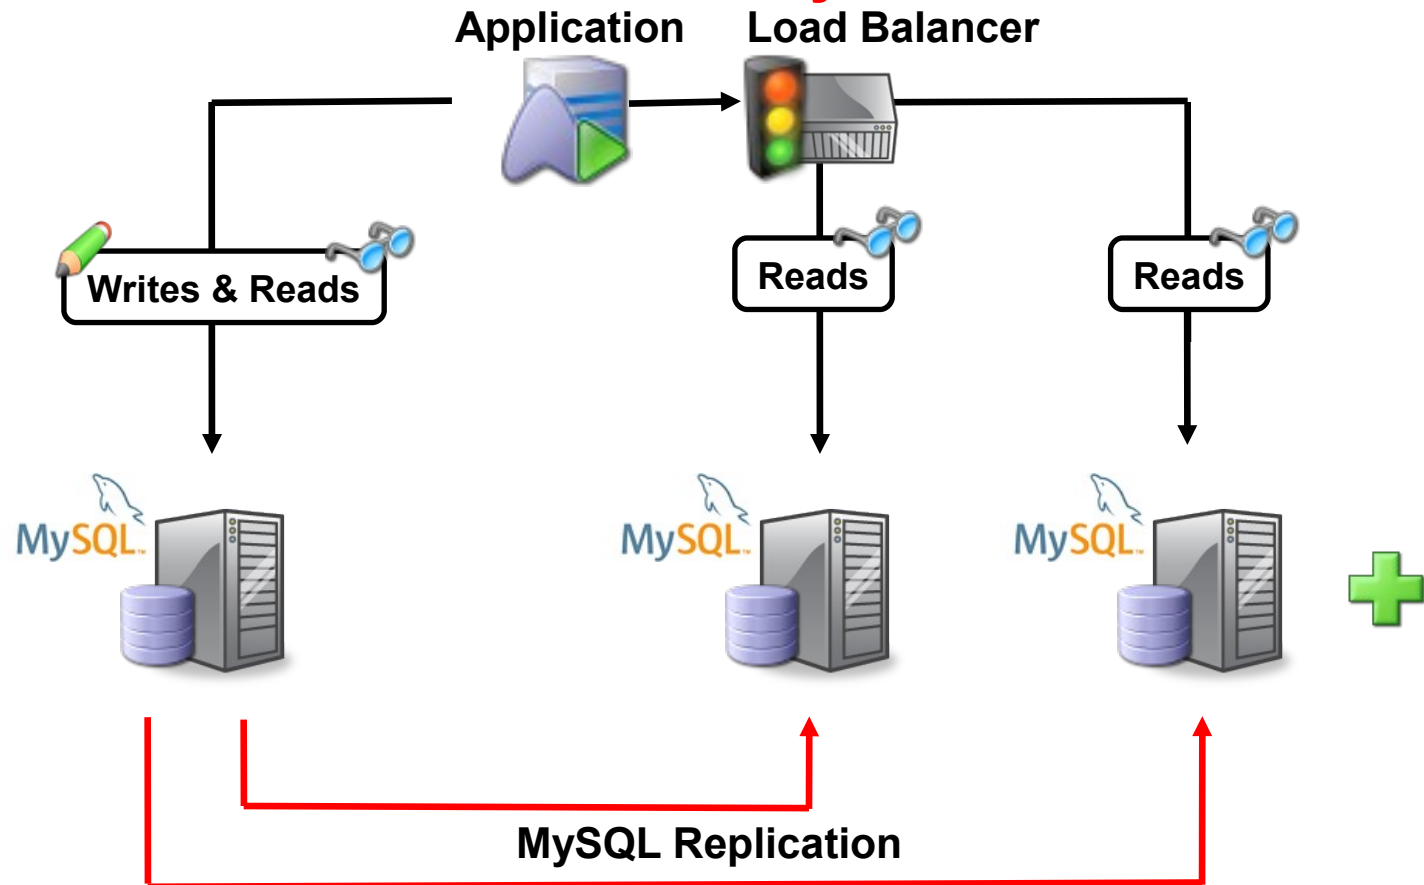 Application
Load Balancer
Writes & Reads
Reads
Reads
MySQL
MySQL
MySQL
MySQL Replication